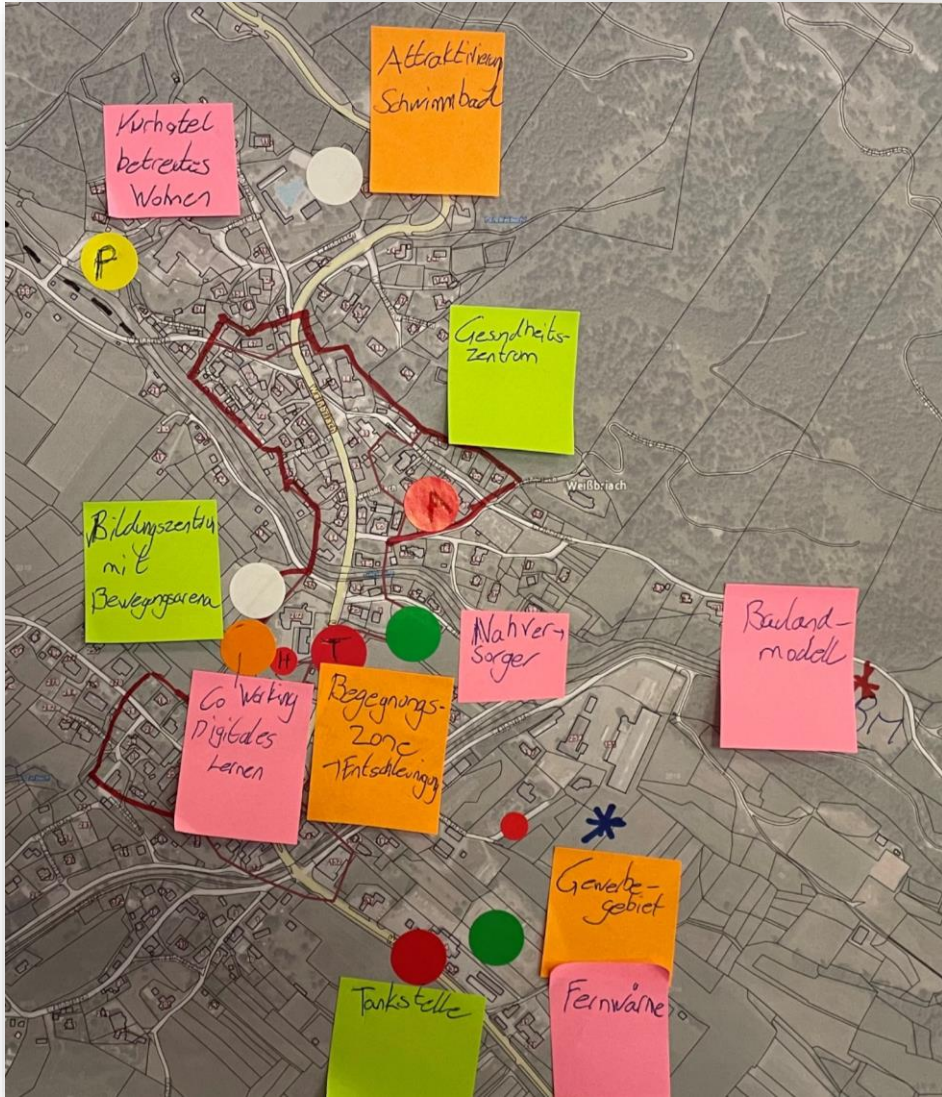 Attraktivierung
Schwimmbad
Kurhotel
betreutes
Wohnen
P
Gesundheits-
zentrum
Weißbriach
A
Bildungszentrum
mit
Bewegungsarena
H
T
Nahver-
sorger
Bauland-
modell
BM
Co Working
Digitales
Lernen
Begegnungs-
Zone
Entschleunigung
Gewerbe-
gebiet
Tankstelle
Fernwärme